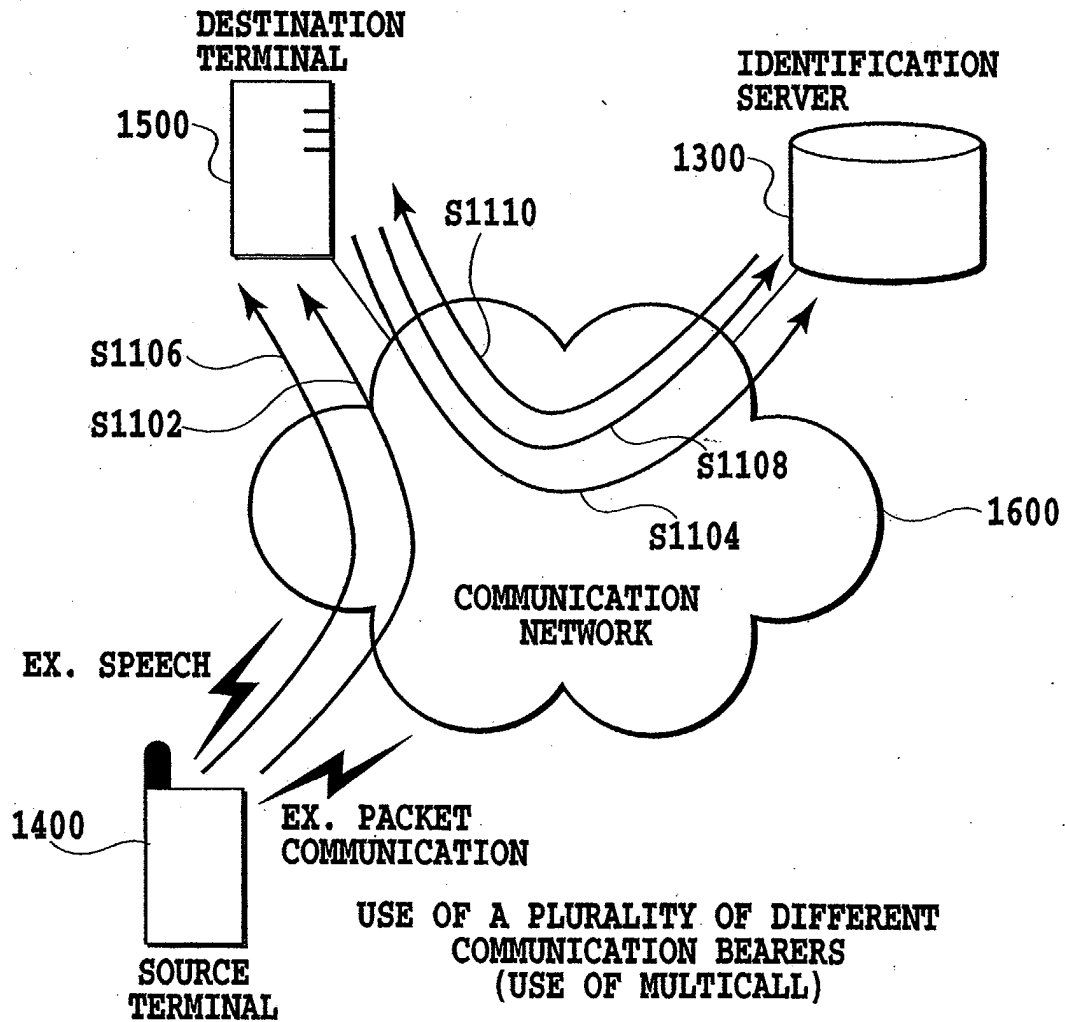 DESTINATION
TERMINAL
IDENTIFICATION
SERVER
1500
1300
S1110
S1106
S1102
S1108
S1104
1600
COMMUNICATION
NETWORK
EX. SPEECH
1400
EX. PACKET
COMMUNICATION
USE OF A PLURALITY OF DIFFERENT
COMMUNICATION BEARERS
(USE OF MULTICALL)
SOURCE
TERMINAL